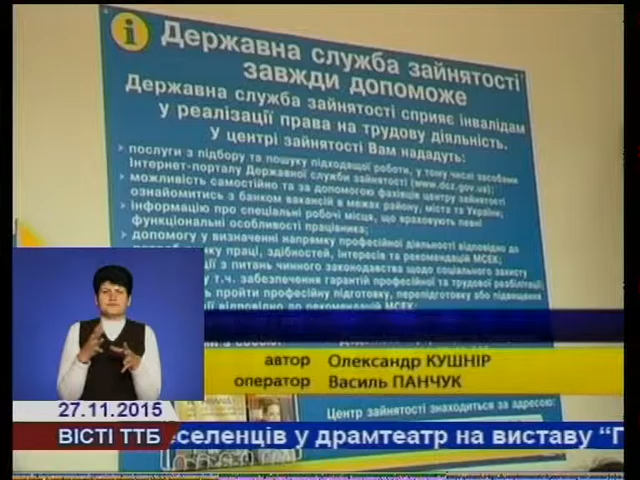 i
Державна служба зайнятості
завжди допоможе
Державна служба зайнятості сприяє інвалідам
у реалізації права на трудову діяльність.
У центрі зайнятості Вам нададуть:
послуги з підбору та пошуку підходящої роботи, у тому числі засобами
Інтернет-порталу Державної служби зайнятості (www.dcz.gov.ua);
можливість самостійно та за допомогою фахівців центру зайнятості
ознайомитись з банком вакансій в межах району, міста та України;
інформацію про спеціальні робочі місця, що враховують певні
функціональні особливості працівника;
допомогу у визначенні напрямку професійної діяльності відповідно до
ринку праці, здібностей, інтересів та рекомендацій МСЕК;
з питань чинного законодавства щодо соціального захисту
у т.ч. забезпечення гарантій професійної та трудової реабілітації
пройти професійну підготовку, перепідготовку або підвищення
відповідно до рекомендацій МСЕК
автор Олександр КУШНІР
оператор Василь ПАНЧУК
27.11.2015
Центр зайнятості знаходиться за адресою:
ВІСТІ ТТБ
еселенців у драмтеатр на виставу "Г